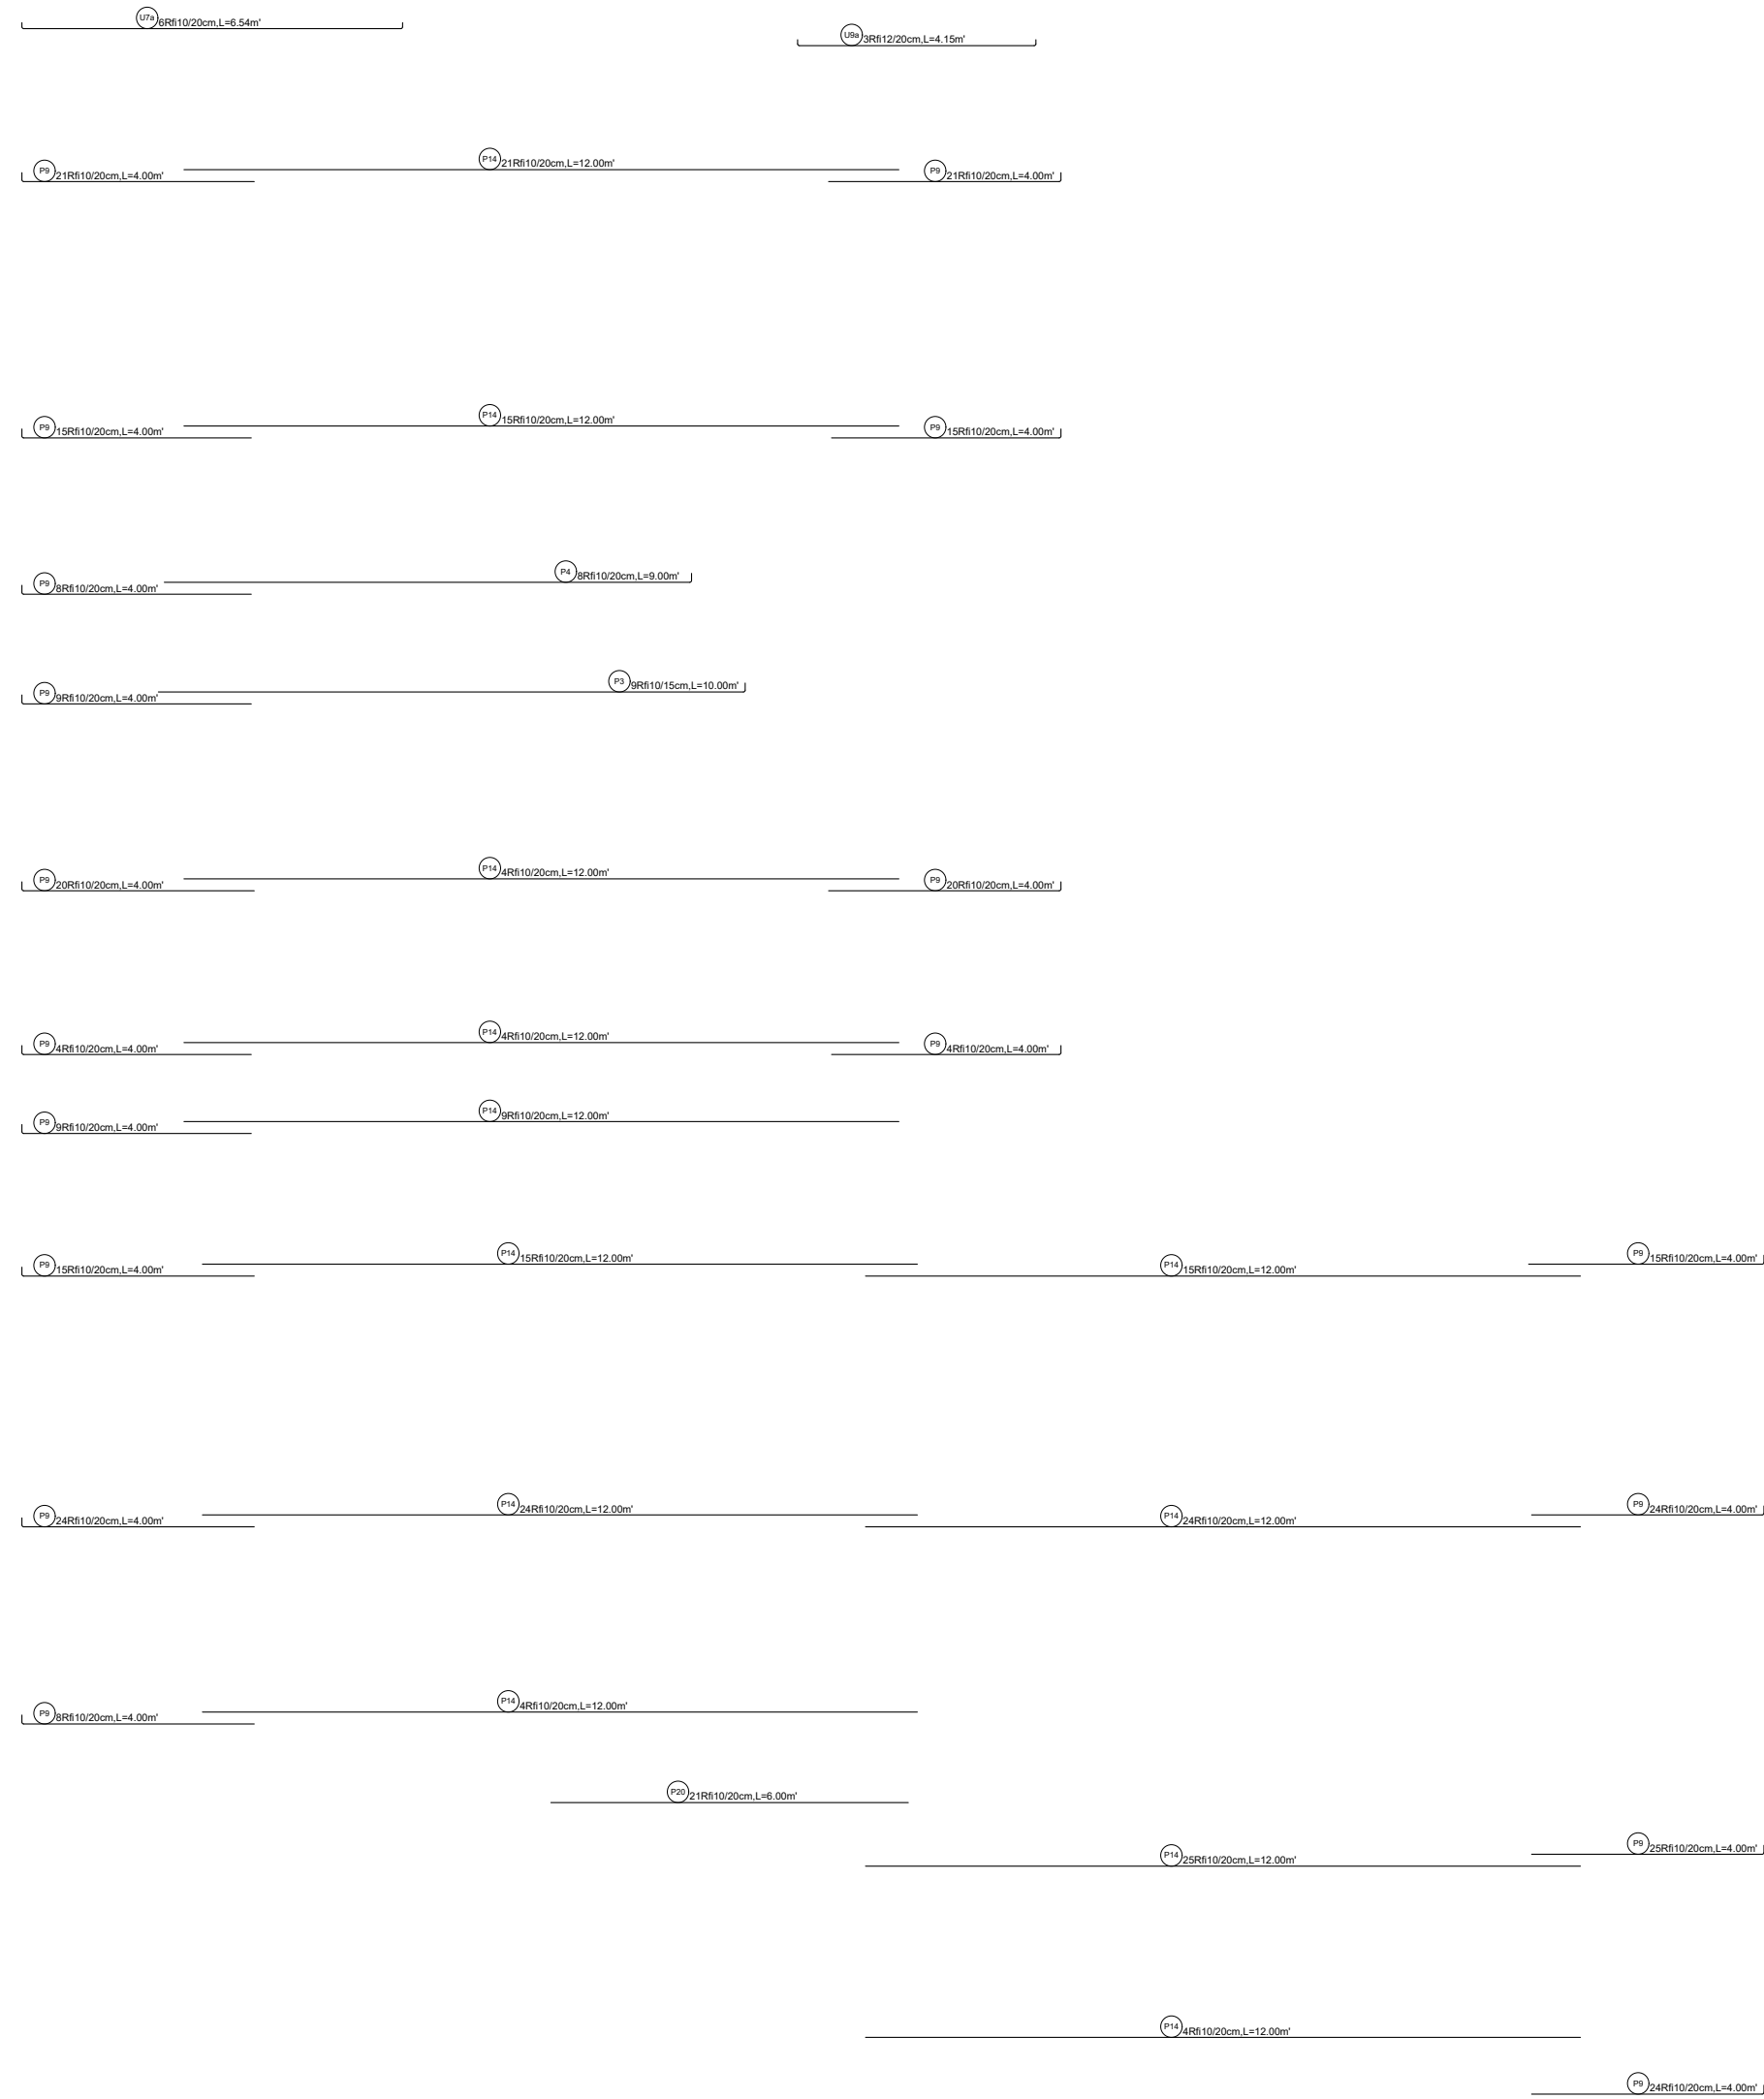 U7a 6Rfi10/20cm,L=6.54m'
U9a 3Rfi12/20cm,L=4.15m'
P14 21Rfi10/20cm,L=12.00m'
P9 21Rfi10/20cm,L=4.00m' P9 21Rfi10/20cm,L=4.00m'
P14 15Rfi10/20cm,L=12.00m'
P9 15Rfi10/20cm,L=4.00m' P9 15Rfi10/20cm,L=4.00m'
P4 8Rfi10/20cm,L=9.00m'
P9 8Rfi10/20cm,L=4.00m'
P3 9Rfi10/15cm,L=10.00m'
P9 9Rfi10/20cm,L=4.00m'
P14 4Rfi10/20cm,L=12.00m'
P9 20Rfi10/20cm,L=4.00m' P9 20Rfi10/20cm,L=4.00m'
P14 4Rfi10/20cm,L=12.00m'
P9 4Rfi10/20cm,L=4.00m' P9 4Rfi10/20cm,L=4.00m'
P14 9Rfi10/20cm,L=12.00m'
P9 9Rfi10/20cm,L=4.00m'
P14 15Rfi10/20cm,L=12.00m' P9 15Rfi10/20cm,L=4.00m'
P9 15Rfi10/20cm,L=4.00m' P14 15Rfi10/20cm,L=12.00m'
P14 24Rfi10/20cm,L=12.00m' P9 24Rfi10/20cm,L=4.00m'
P9 24Rfi10/20cm,L=4.00m' P14 24Rfi10/20cm,L=12.00m'
P14 4Rfi10/20cm,L=12.00m'
P9 8Rfi10/20cm,L=4.00m'
P20 21Rfi10/20cm,L=6.00m'
P9 25Rfi10/20cm,L=4.00m'
P14 25Rfi10/20cm,L=12.00m'
P14 4Rfi10/20cm,L=12.00m'
P9 24Rfi10/20cm,L=4.00m'